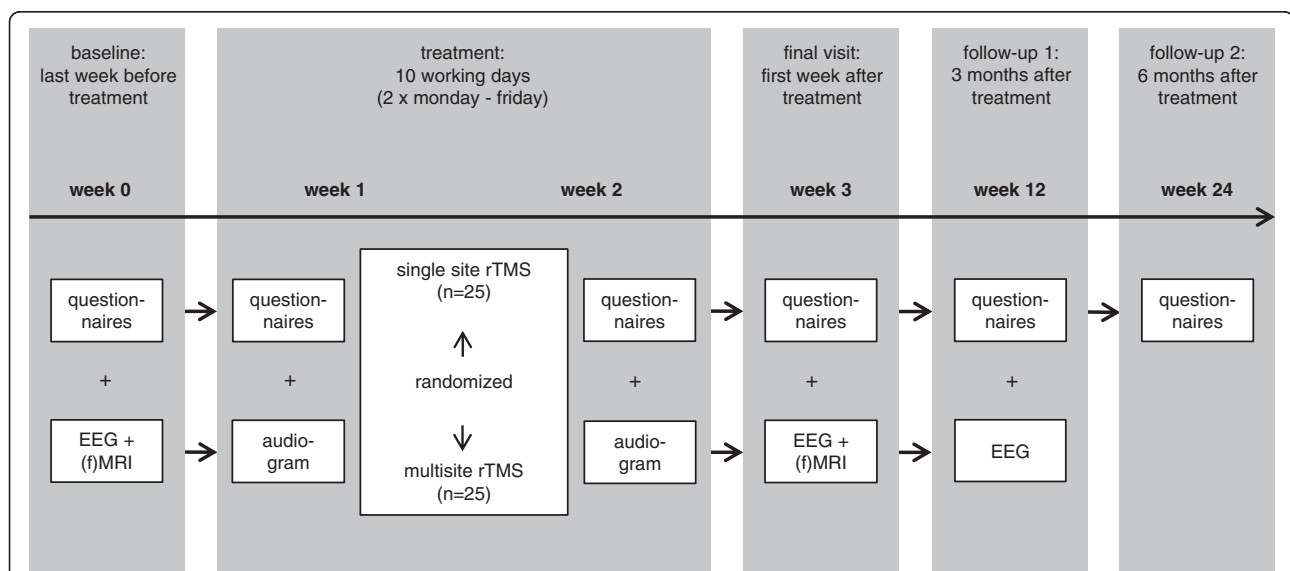 baseline:
last week before
treatment
treatment:
10 working days
(2 x monday - friday)
final visit:
first week after
treatment
follow-up 1:
3 months after
treatment
follow-up 2:
6 months after
treatment
week 0
week 1
week 2
week 3
week 12
week 24
question-
naires
+
EEG +
(f)MRI
question-
naires
+
audio-
gram
single site rTMS
(n=25)
randomized
multisite rTMS
(n=25)
question-
naires
+
audio-
gram
question-
naires
+
EEG +
(f)MRI
question-
naires
+
EEG
question-
naires